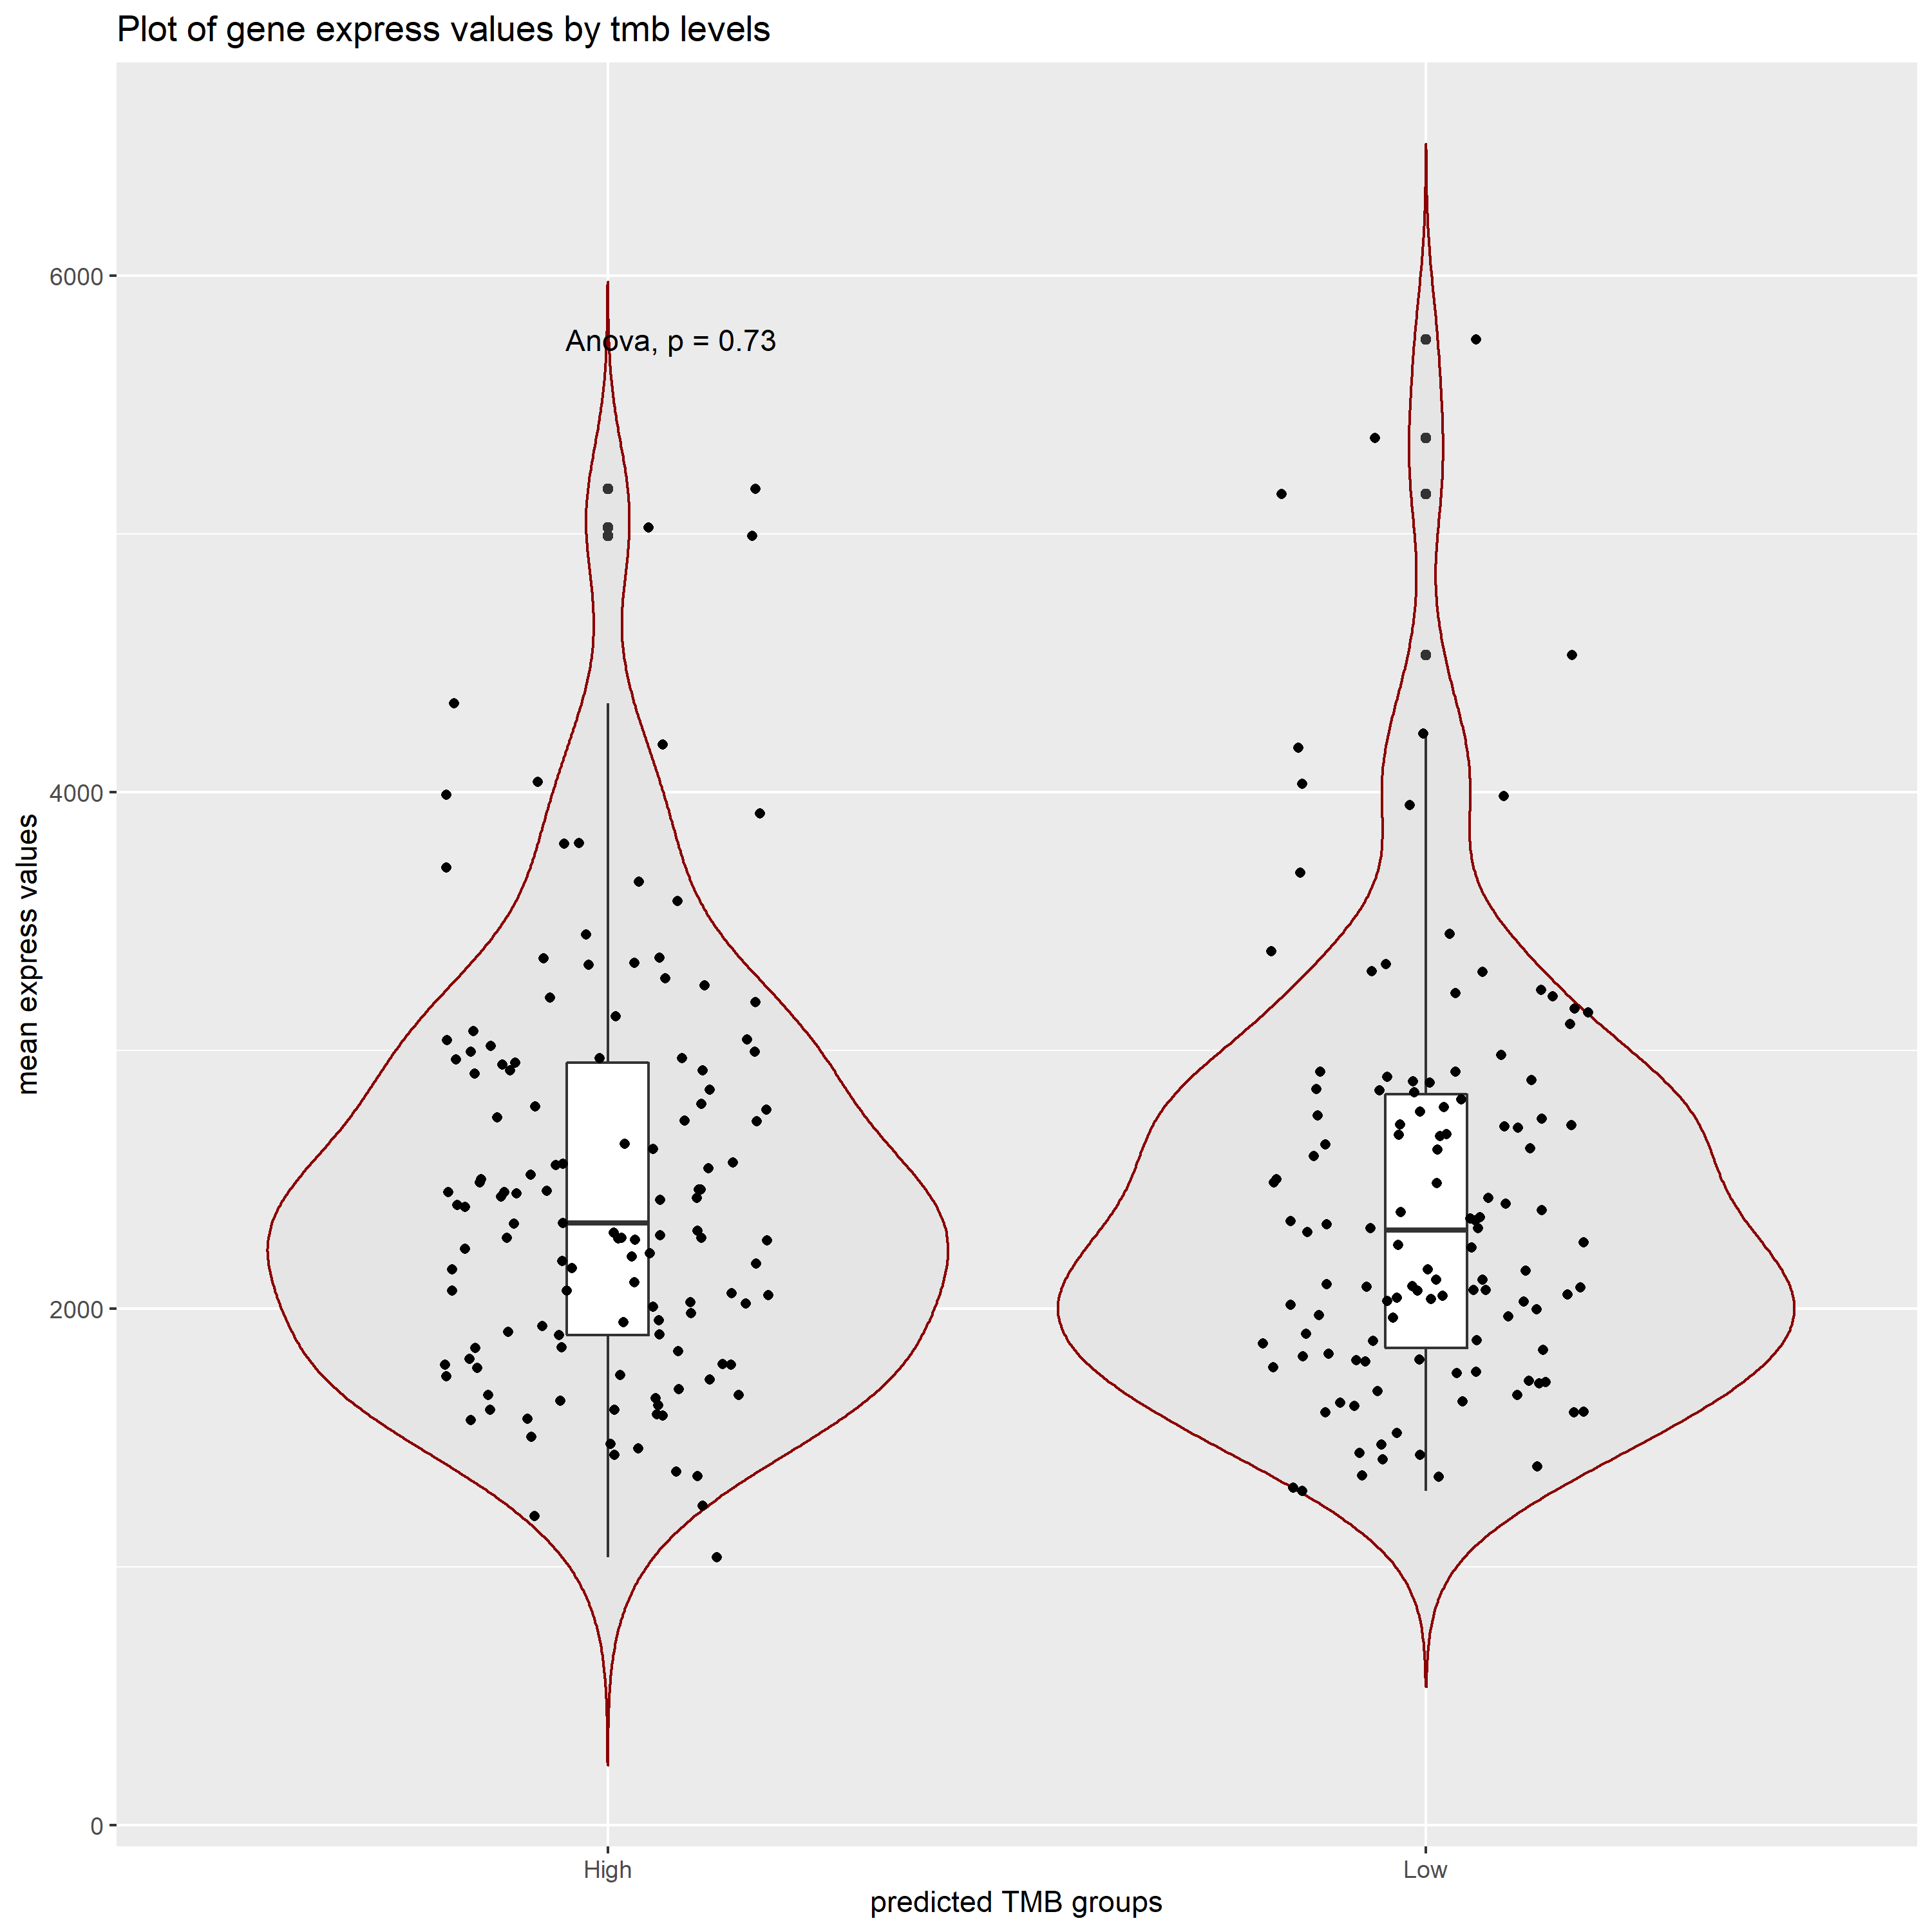 Plot of gene express values by tmb levels
Anova, p = 0.73
6000
4000
2000
0
mean express values
High
Low
predicted TMB groups